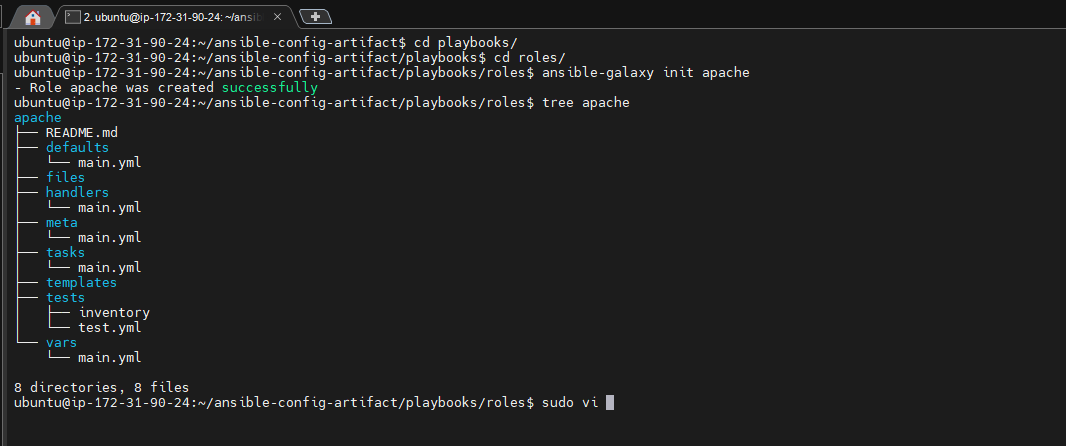 2. ubuntu@ip-172-31-90-24: ~/ansib
ubuntu@ip-172-31-90-24:~/ansible-config-artifact$ cd playbooks/
ubuntu@ip-172-31-90-24:~/ansible-config-artifact/playbooks$ cd roles/
ubuntu@ip-172-31-90-24:~/ansible-config-artifact/playbooks/roles$ ansible-galaxy init apache
- Role apache was created successfully
ubuntu@ip-172-31-90-24:~/ansible-config-artifact/playbooks/roles$ tree apache
apache
├── README.md
├── defaults
│   └── main.yml
├── files
├── handlers
│   └── main.yml
├── meta
│   └── main.yml
├── tasks
│   └── main.yml
├── templates
├── tests
│   ├── inventory
│   └── test.yml
└── vars
    └── main.yml
8 directories, 8 files
ubuntu@ip-172-31-90-24:~/ansible-config-artifact/playbooks/roles$ sudo vi